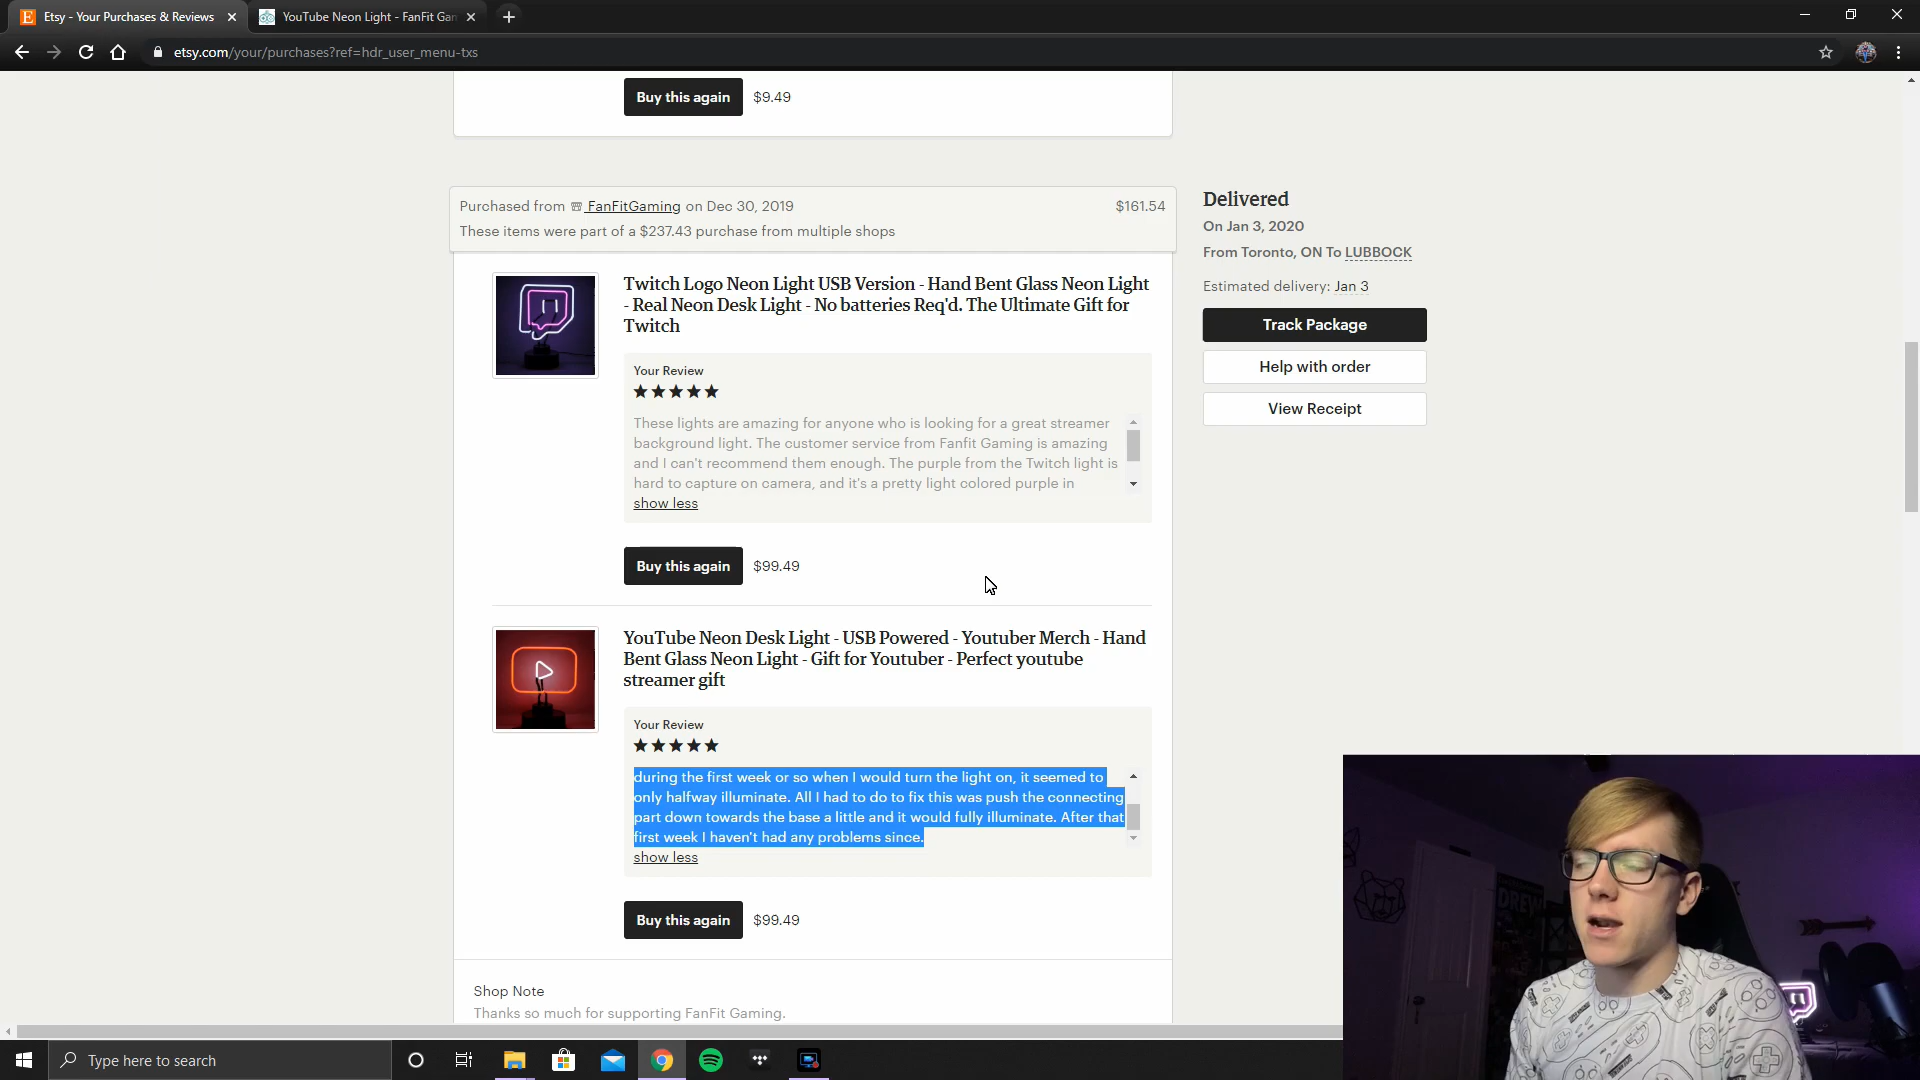 Etsy - Your Purchases & Reviews
YouTube Neon Light - FanFit Gam
etsy.com/your/purchases?ref=hdr_user_menu-txs
Buy this again $9.49
Purchased from FanFitGaming on Dec 30, 2019 $161.54
These items were part of a $237.43 purchase from multiple shops
Delivered
On Jan 3, 2020
From Toronto, ON To LUBBOCK
Estimated delivery: Jan 3
Track Package
Help with order
View Receipt
Twitch Logo Neon Light USB Version - Hand Bent Glass Neon Light
- Real Neon Desk Light - No batteries Req'd. The Ultimate Gift for
Twitch
Your Review
These lights are amazing for anyone who is looking for a great streamer
background light. The customer service from Fanfit Gaming is amazing
and I can't recommend them enough. The purple from the Twitch light is
hard to capture on camera, and it's a pretty light colored purple in
show less
Buy this again $99.49
YouTube Neon Desk Light - USB Powered - Youtuber Merch - Hand
Bent Glass Neon Light - Gift for Youtuber - Perfect youtube
streamer gift
Your Review
during the first week or so when I would turn the light on, it seemed to
only halfway illuminate. All I had to do to fix this was push the connecting
part down towards the base a little and it would fully illuminate. After that
first week I haven't had any problems since.
show less
Buy this again $99.49
Shop Note
Thanks so much for supporting FanFit Gaming.
Type here to search